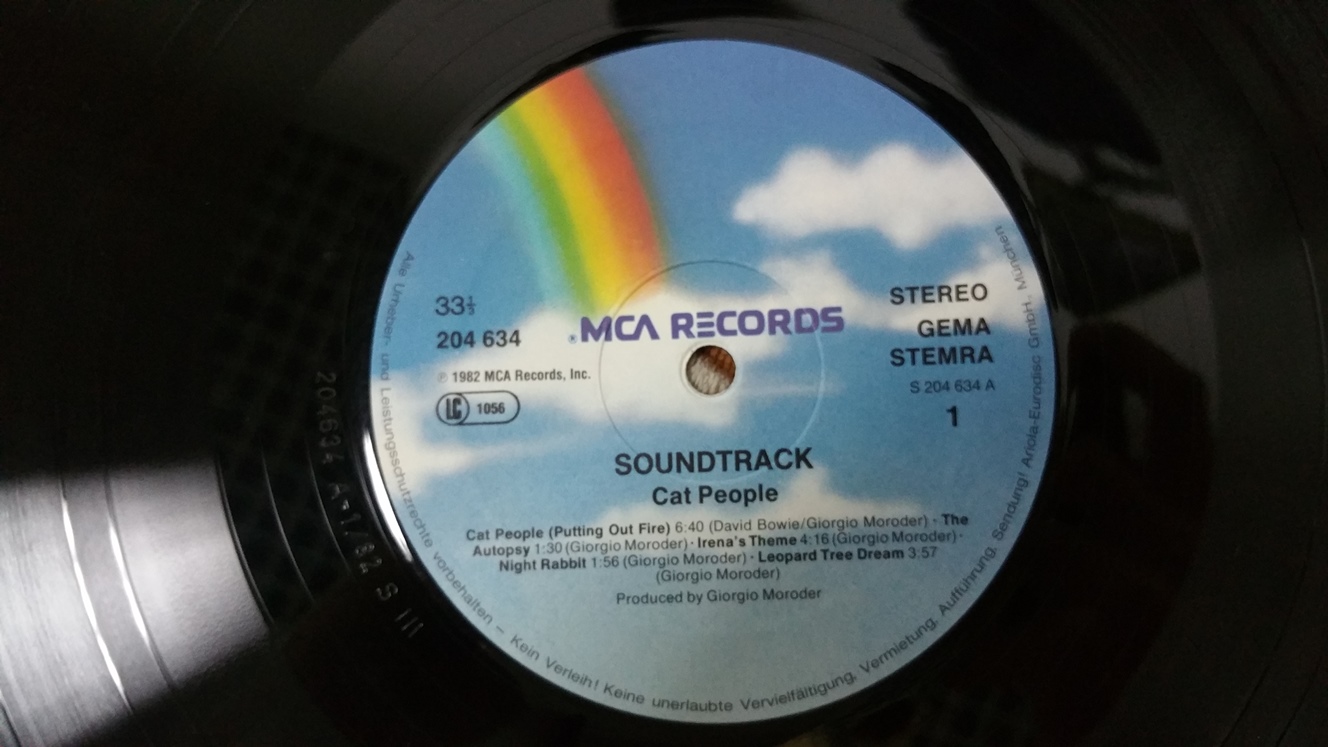 33⅓
204 634
℗ 1982 MCA Records, Inc.
LC 1056
®MCA RECORDS
STEREO
GEMA
STEMRA
S 204 634 A
1
SOUNDTRACK
Cat People
Cat People (Putting Out Fire) 6:40 (David Bowie/Giorgio Moroder) · The
Autopsy 1:30 (Giorgio Moroder) · Irena's Theme 4:16 (Giorgio Moroder) ·
Night Rabbit 1:56 (Giorgio Moroder) · Leopard Tree Dream 3:57
(Giorgio Moroder)
Produced by Giorgio Moroder
Alle Urheber- und Leistungsschutzrechte vorbehalten – Kein Verleih! Keine unerlaubte Vervielfältigung, Vermietung, Aufführung, Sendung! Ariola-Eurodisc GmbH., München
204634 A-1/82 S III